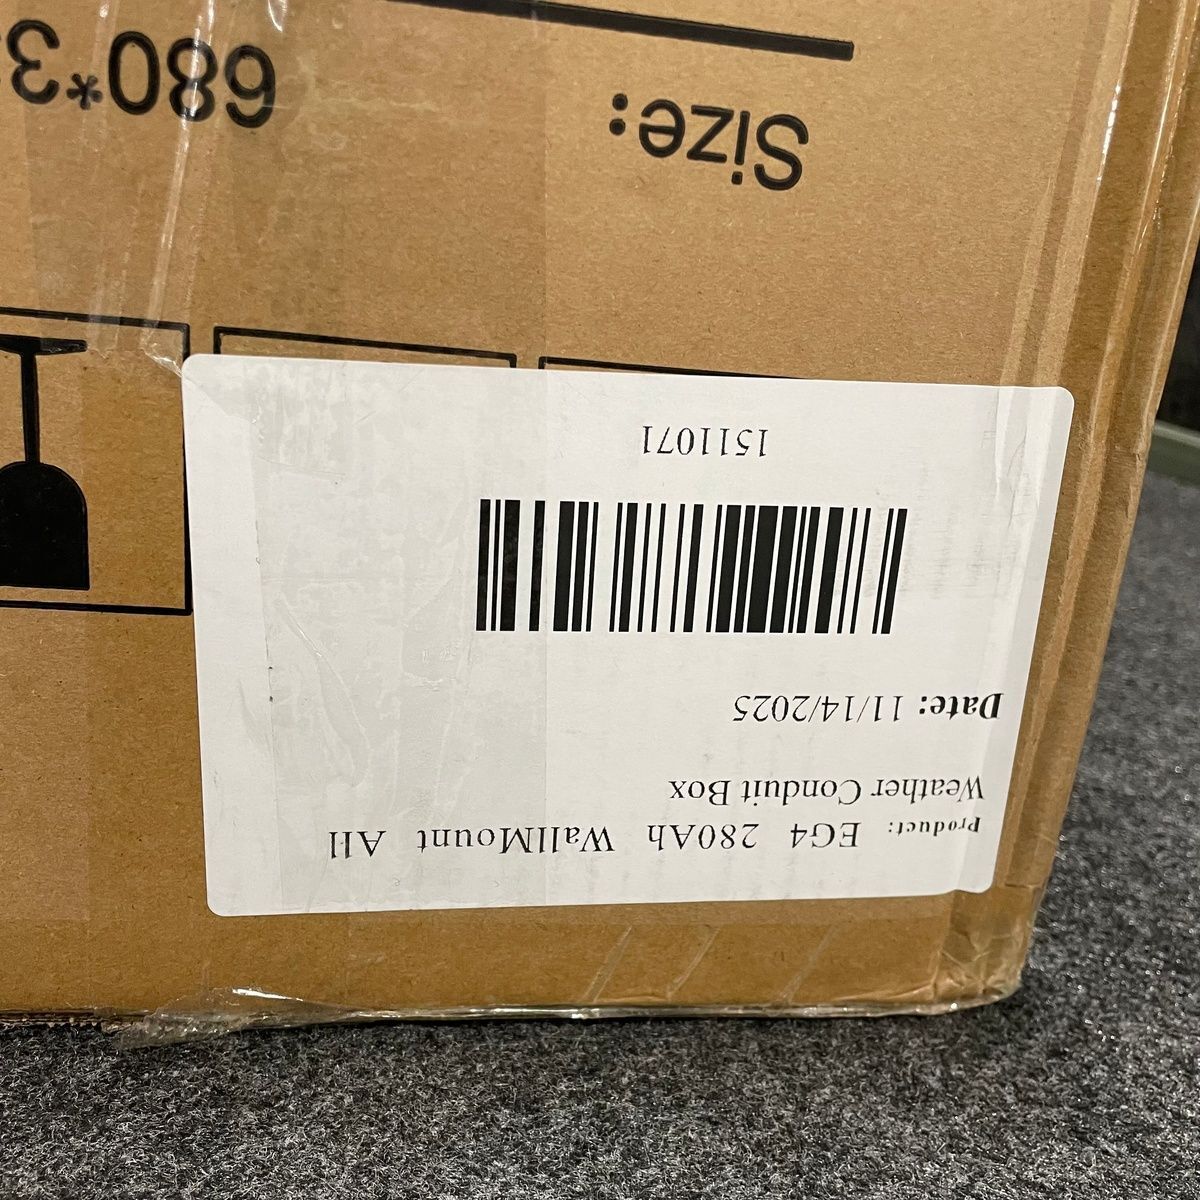 Product: EG4 280Ah WallMount All
Weather Conduit Box
Date: 11/14/2025
1511071
Size: 680*3